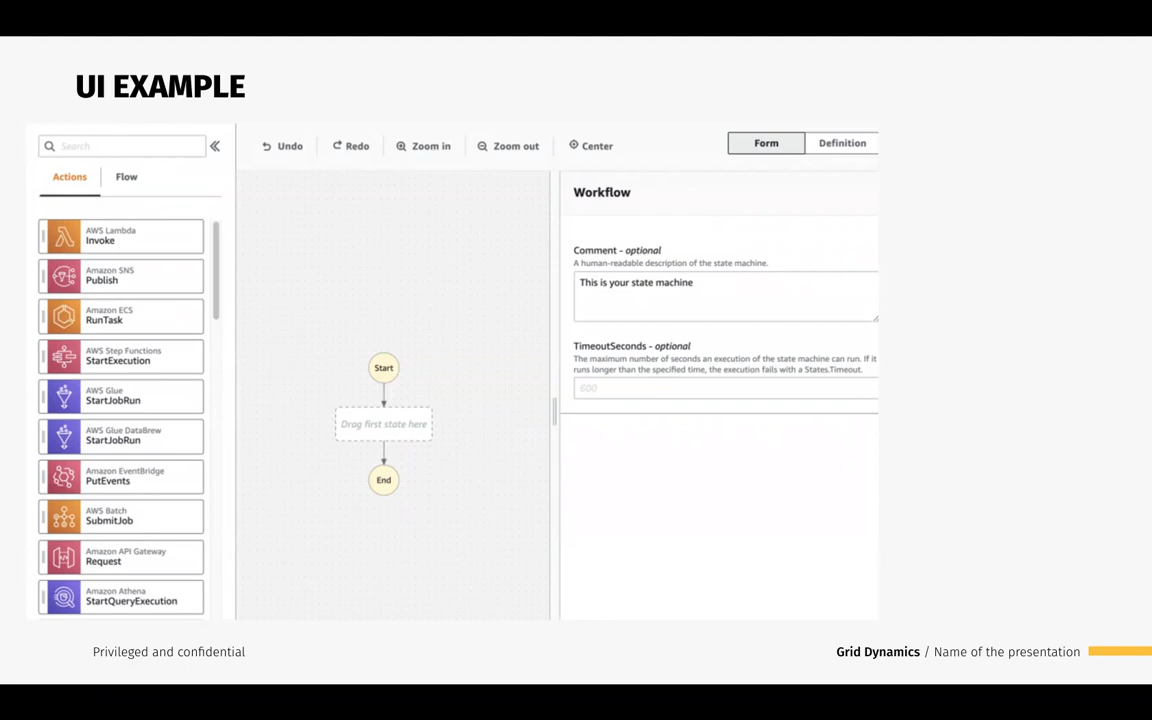 UI EXAMPLE
Search
Actions
Flow
AWS Lambda
Invoke
Amazon SNS
Publish
Amazon ECS
RunTask
AWS Step Functions
StartExecution
AWS Glue
StartJobRun
AWS Glue DataBrew
StartJobRun
Amazon EventBridge
PutEvents
AWS Batch
SubmitJob
Amazon API Gateway
Request
Amazon Athena
StartQueryExecution
Undo
Redo
Zoom in
Zoom out
Center
Start
Drag first state here
End
Form
Definition
Workflow
Comment - optional
A human-readable description of the state machine.
This is your state machine
TimeoutSeconds - optional
The maximum number of seconds an execution of the state machine can run. If it
runs longer than the specified time, the execution fails with a States.Timeout.
600
Privileged and confidential
Grid Dynamics / Name of the presentation